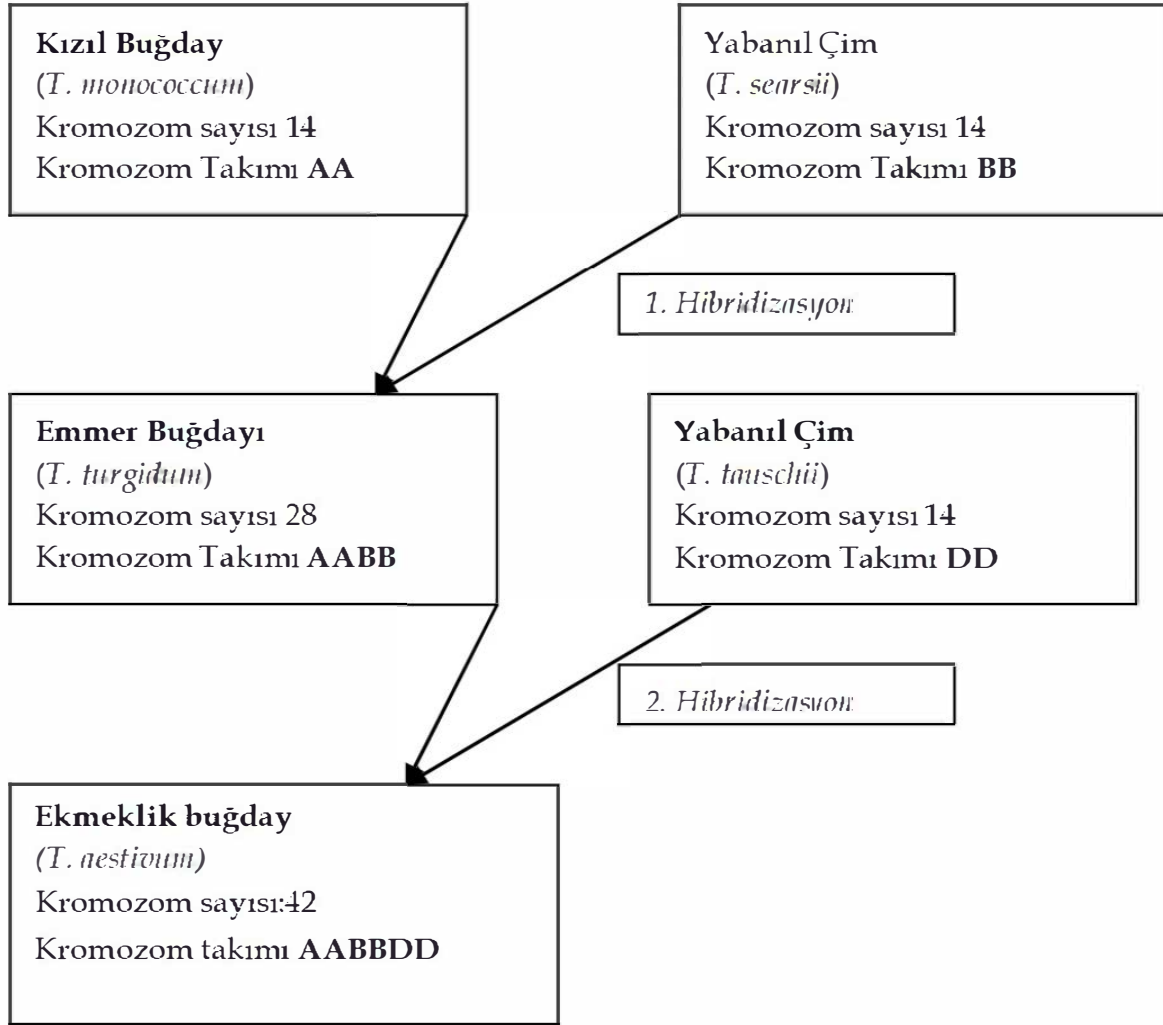 Kızıl Buğday
(T. monococcum)
Kromozom sayısı 14
Kromozom Takımı AA
Yabanıl Çim
(T. searsii)
Kromozom sayısı 14
Kromozom Takımı BB
1. Hibridizasyon
Emmer Buğdayı
(T. turgidum)
Kromozom sayısı 28
Kromozom Takımı AABB
Yabanıl Çim
(T. tauschii)
Kromozom sayısı 14
Kromozom Takımı DD
2. Hibridizasyon
Ekmeklik buğday
(T. aestivum)
Kromozom sayısı:42
Kromozom takımı AABBDD